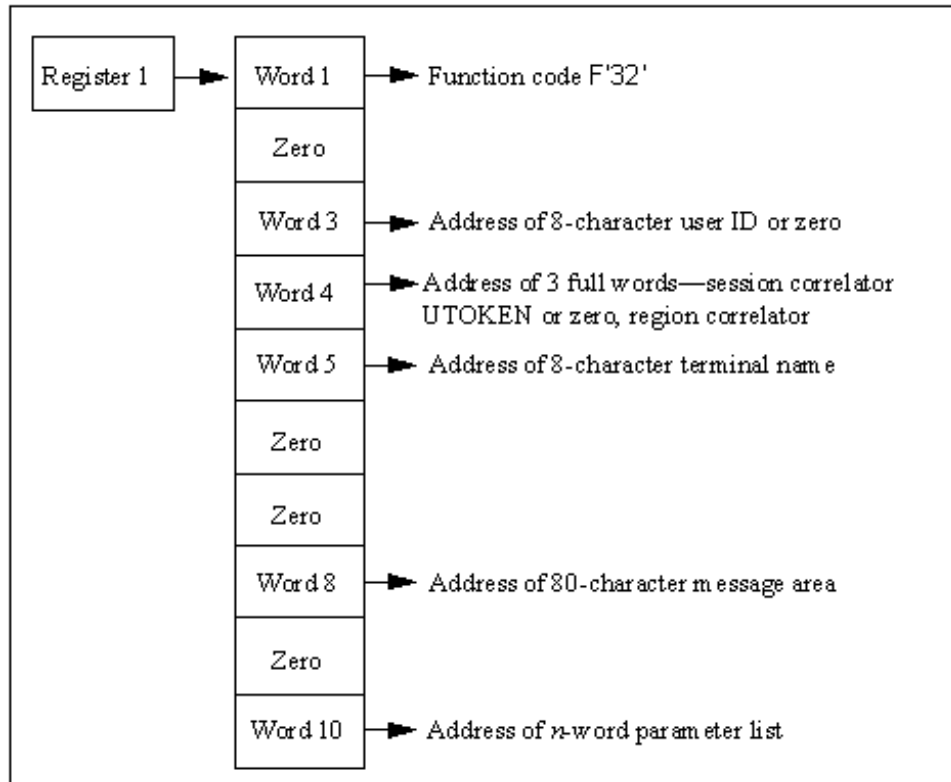 Register 1
Word 1
Function code F'32'
Zero
Word 3
Address of 8-character user ID or zero
Word 4
Address of 3 full words—session correlator
UTOKEN or zero, region correlator
Word 5
Address of 8-character terminal name
Zero
Zero
Word 8
Address of 80-character message area
Zero
Word 10
Address of n-word parameter list